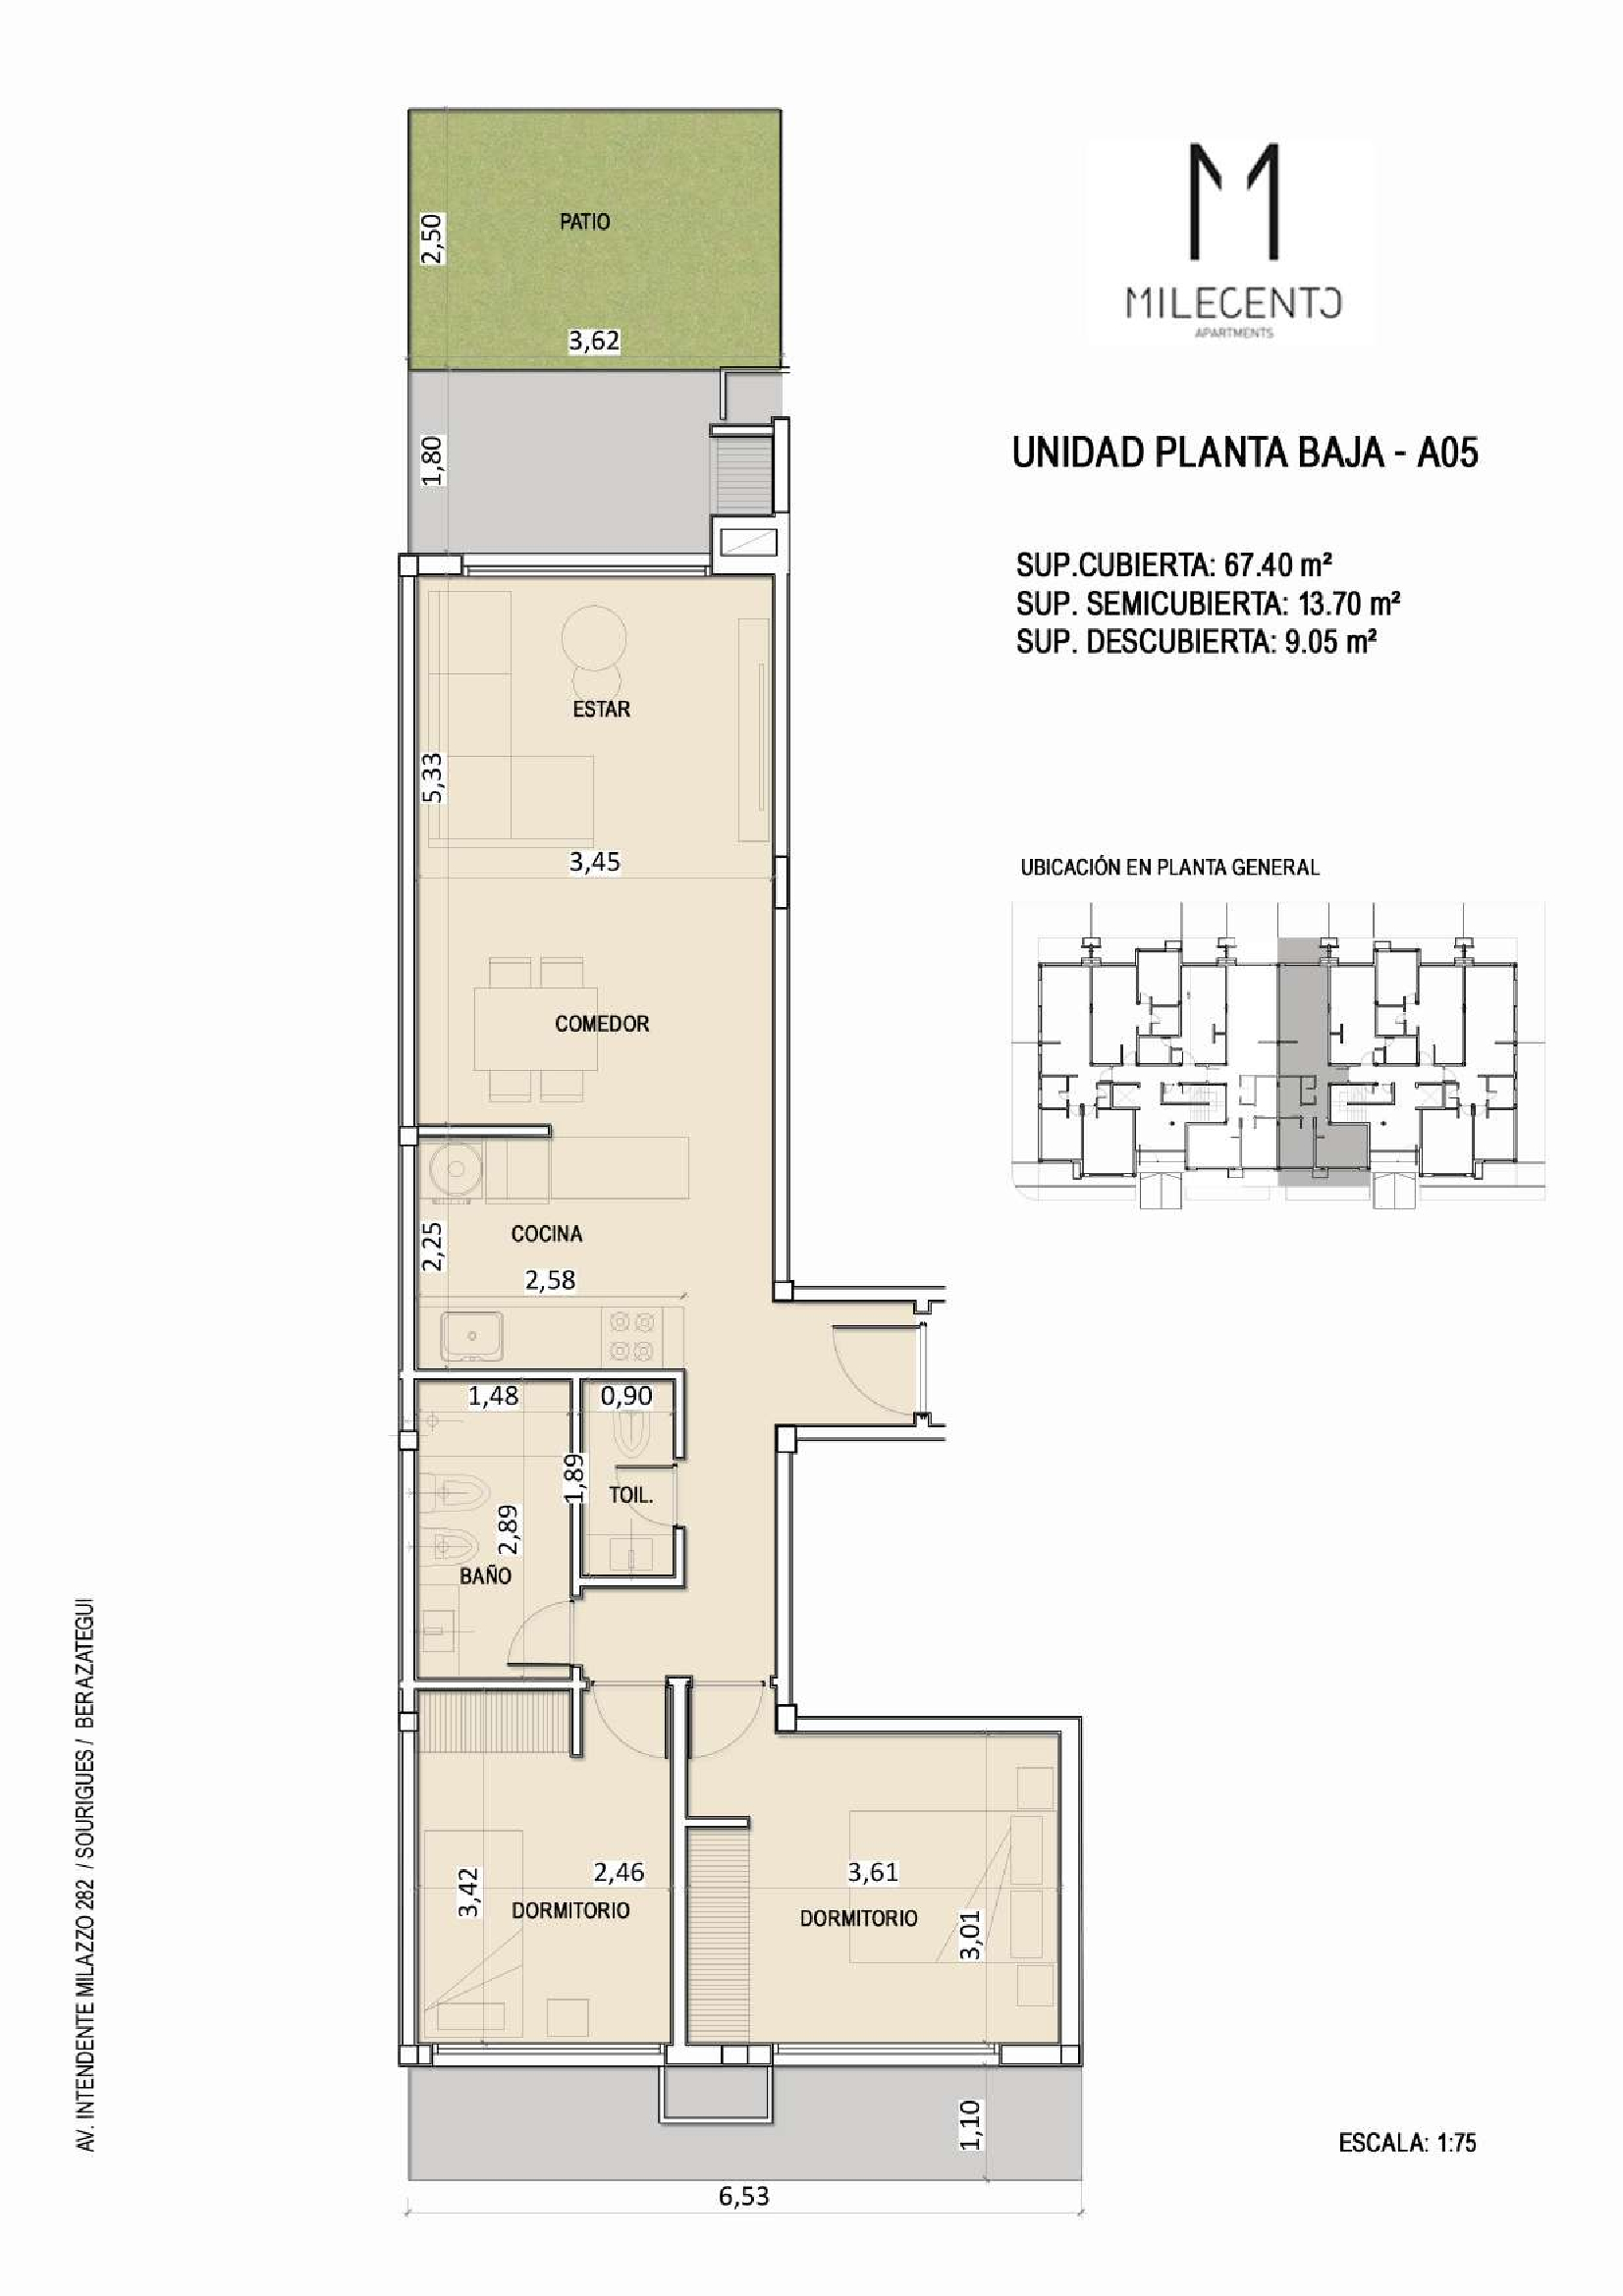 MILECENTO
APARTMENTS
UNIDAD PLANTA BAJA - A05
SUP.CUBIERTA: 67.40 m²
SUP. SEMICUBIERTA: 13.70 m²
SUP. DESCUBIERTA: 9.05 m²
UBICACIÓN EN PLANTA GENERAL
PATIO
2,50
3,62
1,80
ESTAR
5,33
3,45
COMEDOR
COCINA
2,25
2,58
1,48
0,90
1,89
TOIL.
2,89
BAÑO
2,46
3,42
DORMITORIO
3,61
DORMITORIO
3,01
1,10
6,53
AV. INTENDENTE MILAZZO 282 / SOURIGUES / BERAZATEGUI
ESCALA: 1:75